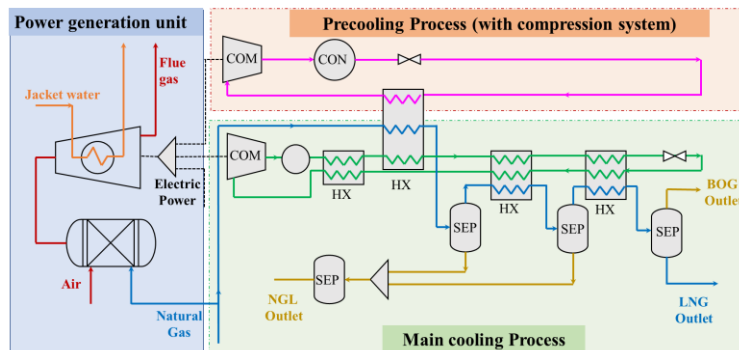 Power generation unit
Precooling Process (with compression system)
Flue
gas
COM
CON
Jacket water
COM
Electric
Power
HX
HX
HX
HX
BOG
Outlet
SEP
SEP
SEP
Air
Natural
Gas
SEP
NGL
Outlet
LNG
Outlet
Main cooling Process